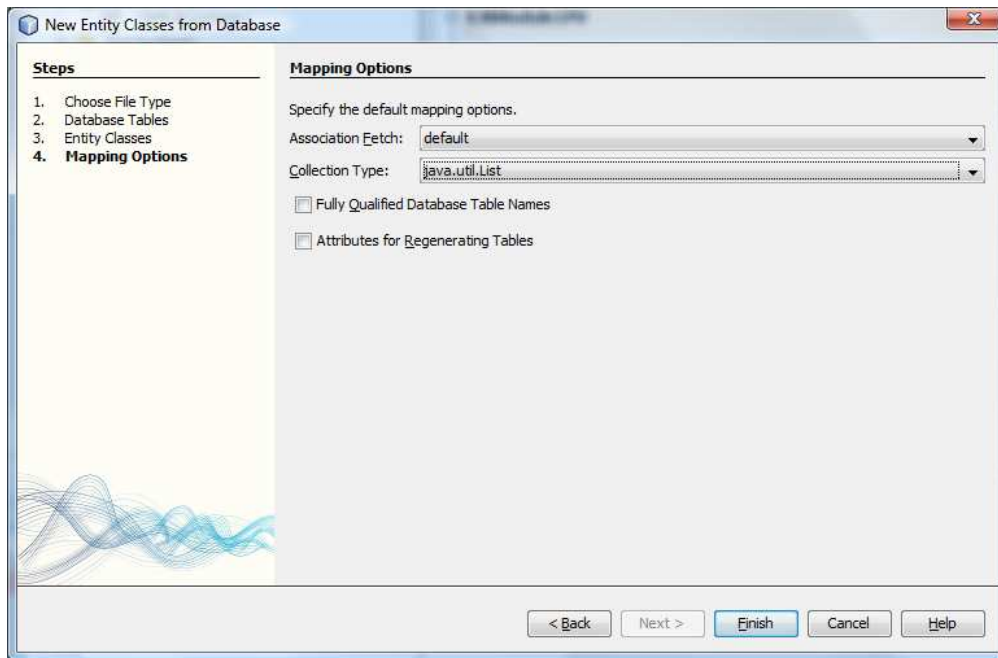 New Entity Classes from Database
Steps
1. Choose File Type
2. Database Tables
3. Entity Classes
4. Mapping Options
Mapping Options
Specify the default mapping options.
Association Fetch: default
Collection Type: java.util.List
Fully Qualified Database Table Names
Attributes for Regenerating Tables
< Back Next > Finish Cancel Help